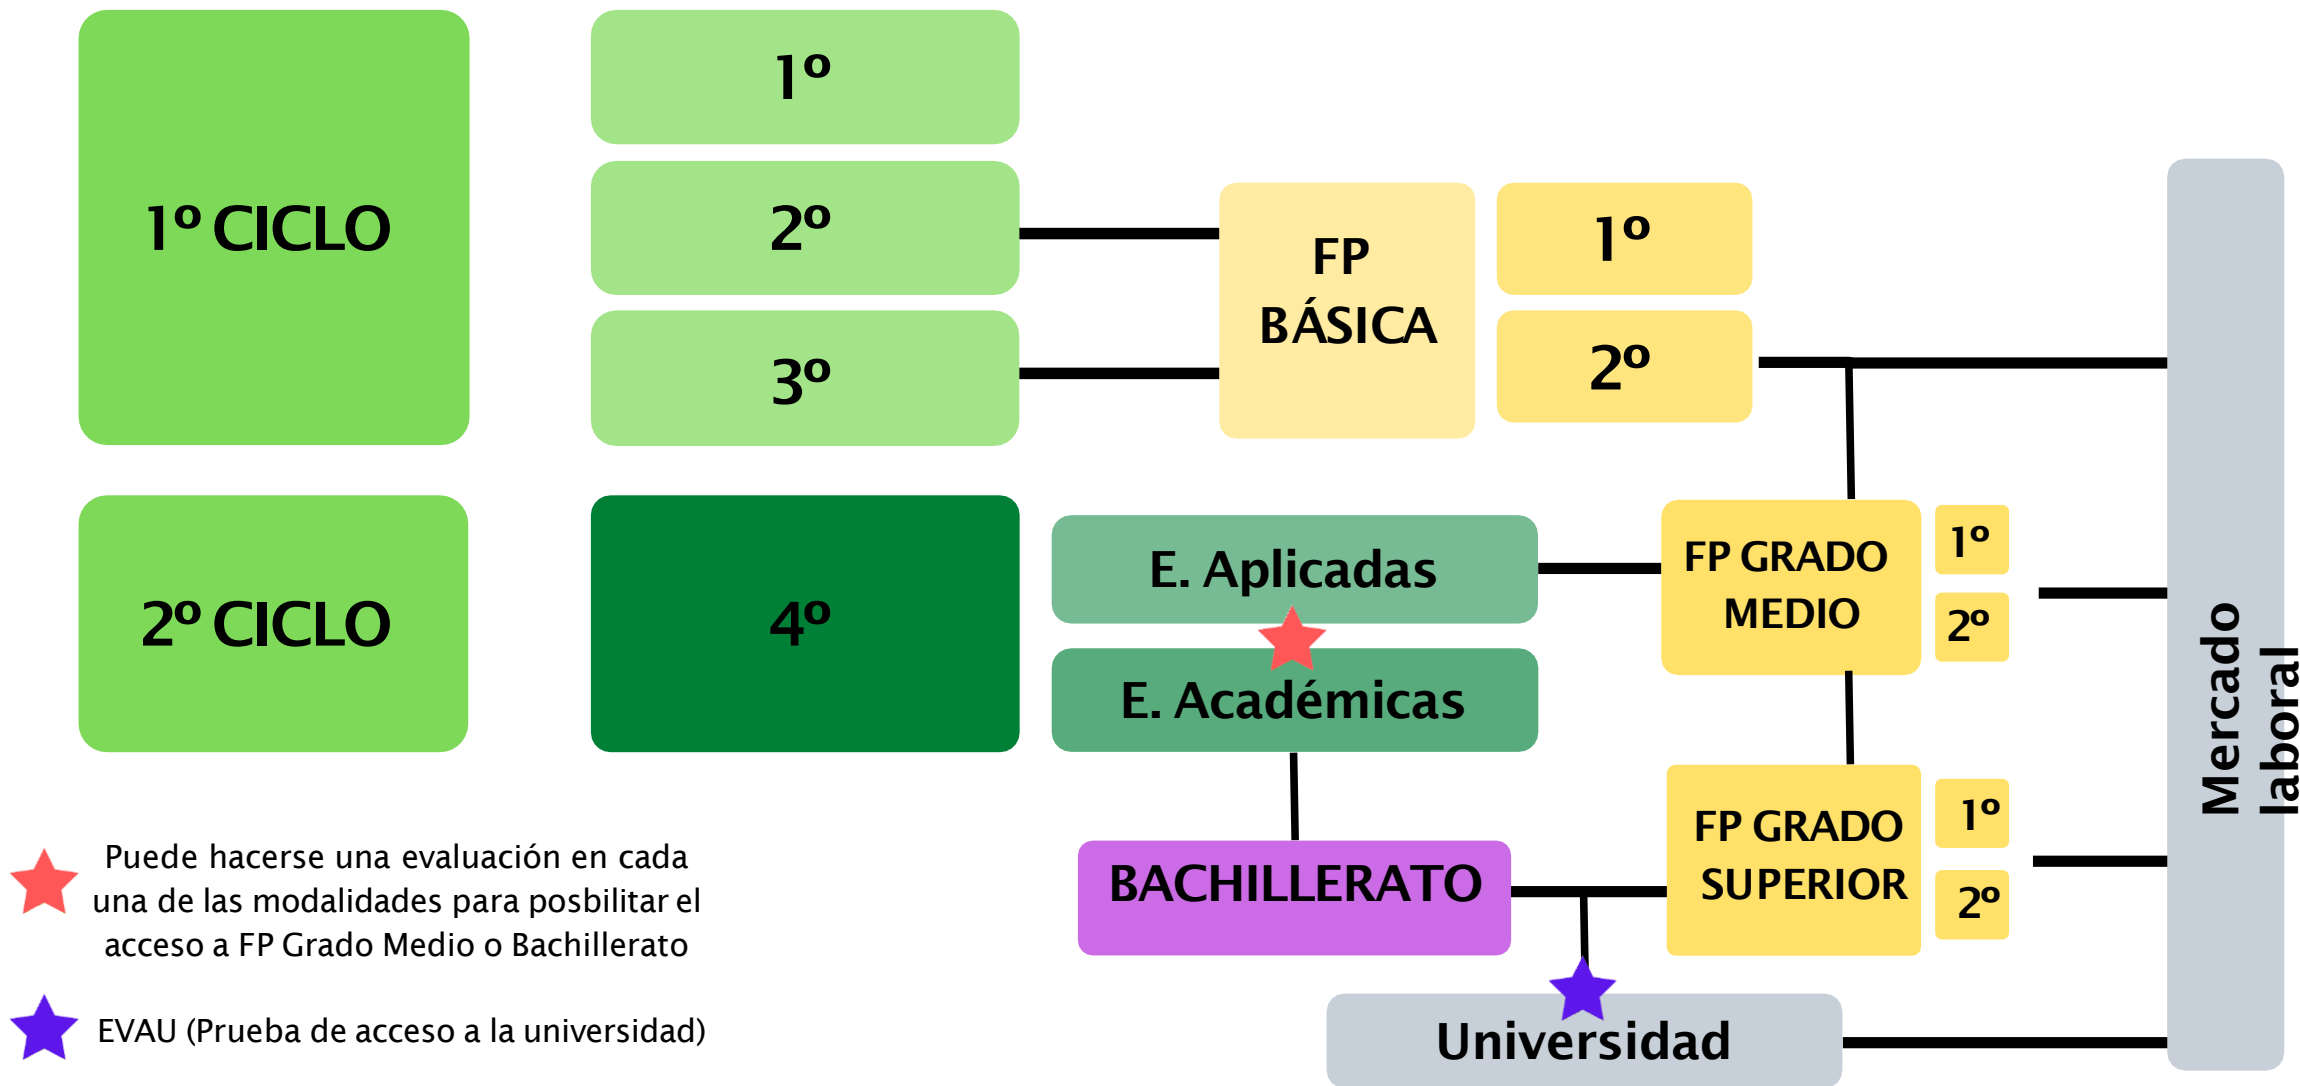 1º CICLO
1º
2º
3º
FP
BÁSICA
1º
2º
2º CICLO
4º
E. Aplicadas
E. Académicas
FP GRADO
MEDIO
1º
2º
BACHILLERATO
FP GRADO
SUPERIOR
1º
2º
Universidad
Mercado
laboral
Puede hacerse una evaluación en cada
una de las modalidades para posbilitar el
acceso a FP Grado Medio o Bachillerato
EVAU (Prueba de acceso a la universidad)